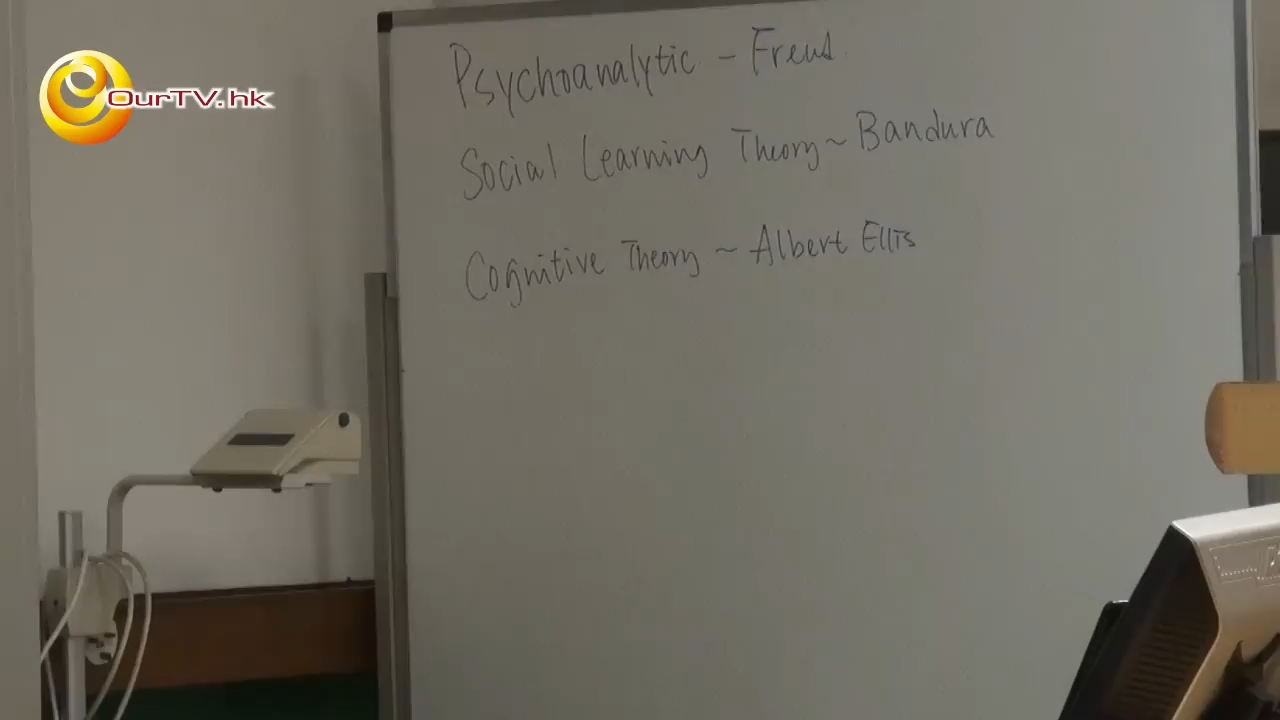 OurTV.hk
Psychoanalytic - Freud.
Social Learning Theory ~ Bandura
Cognitive Theory ~ Albert Ellis